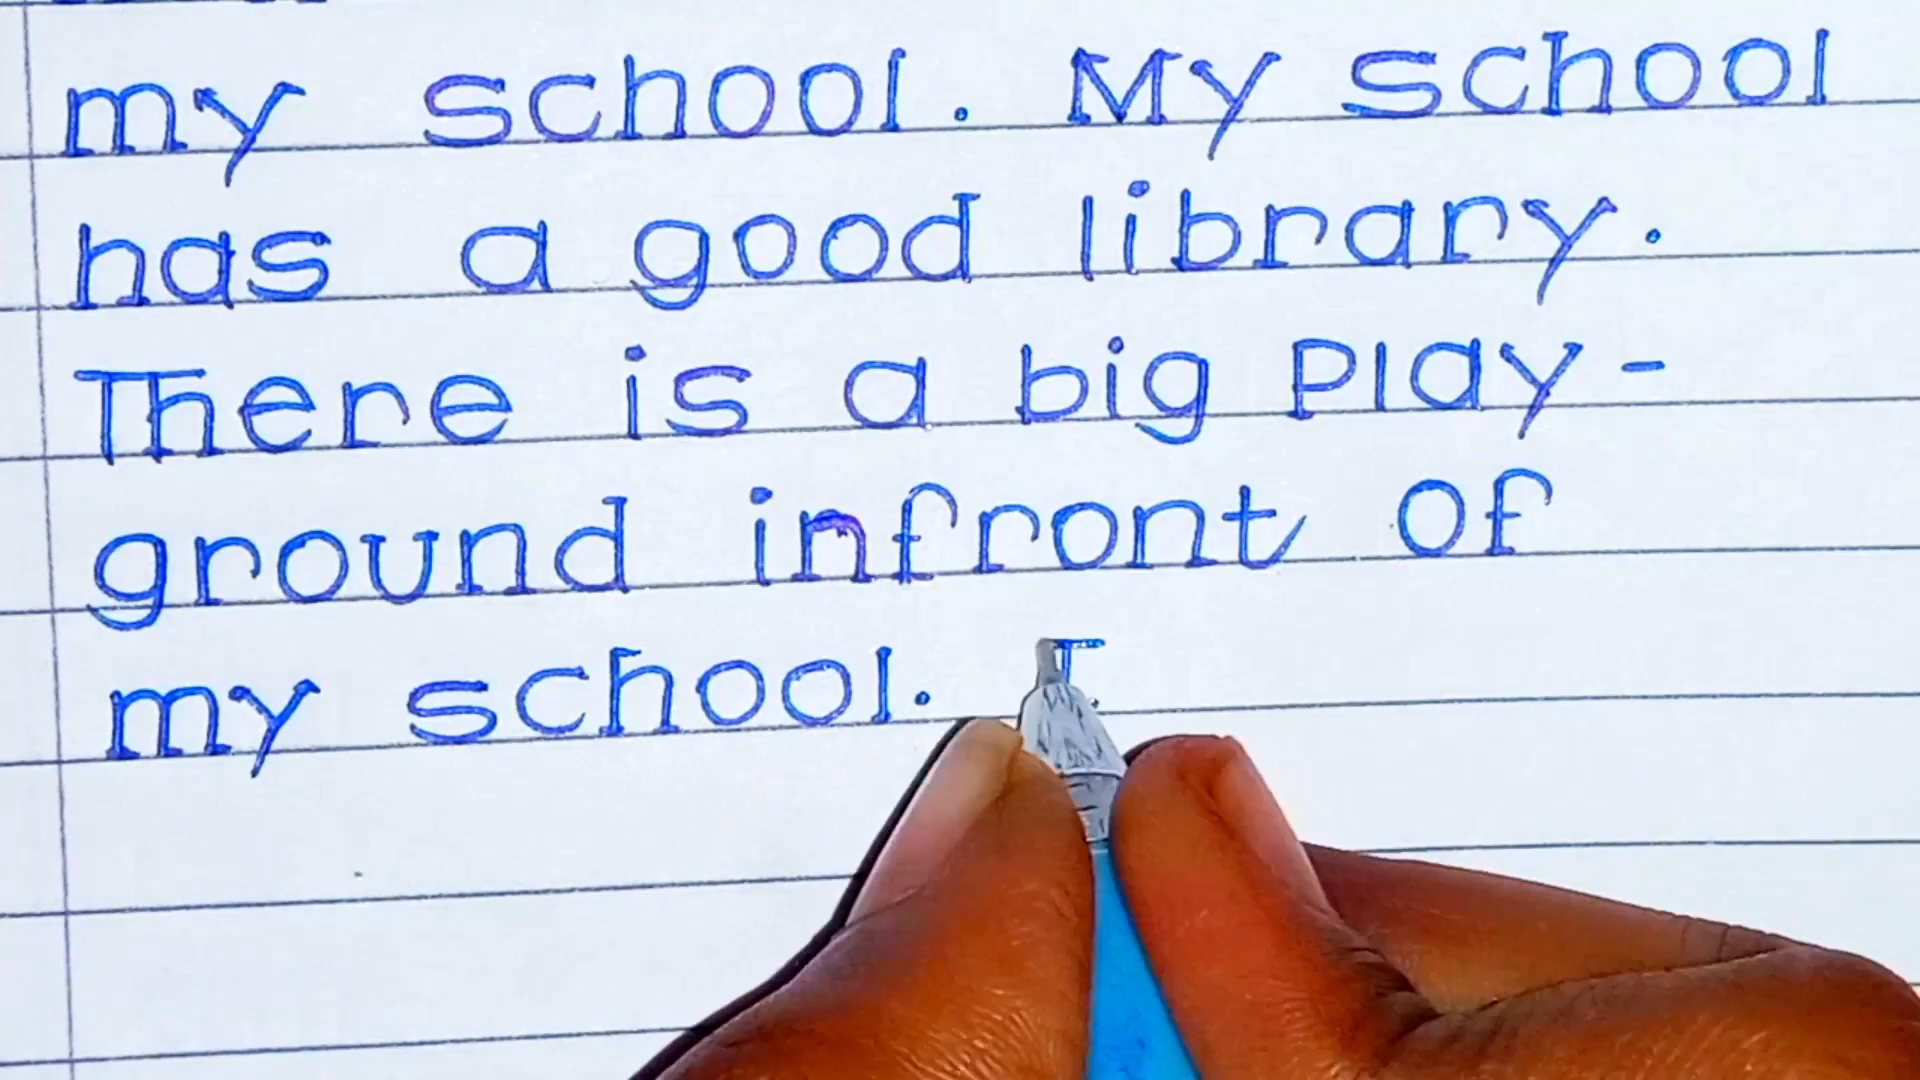 my school. My school
has a good library.
There is a big play-
ground infront of
my school. I